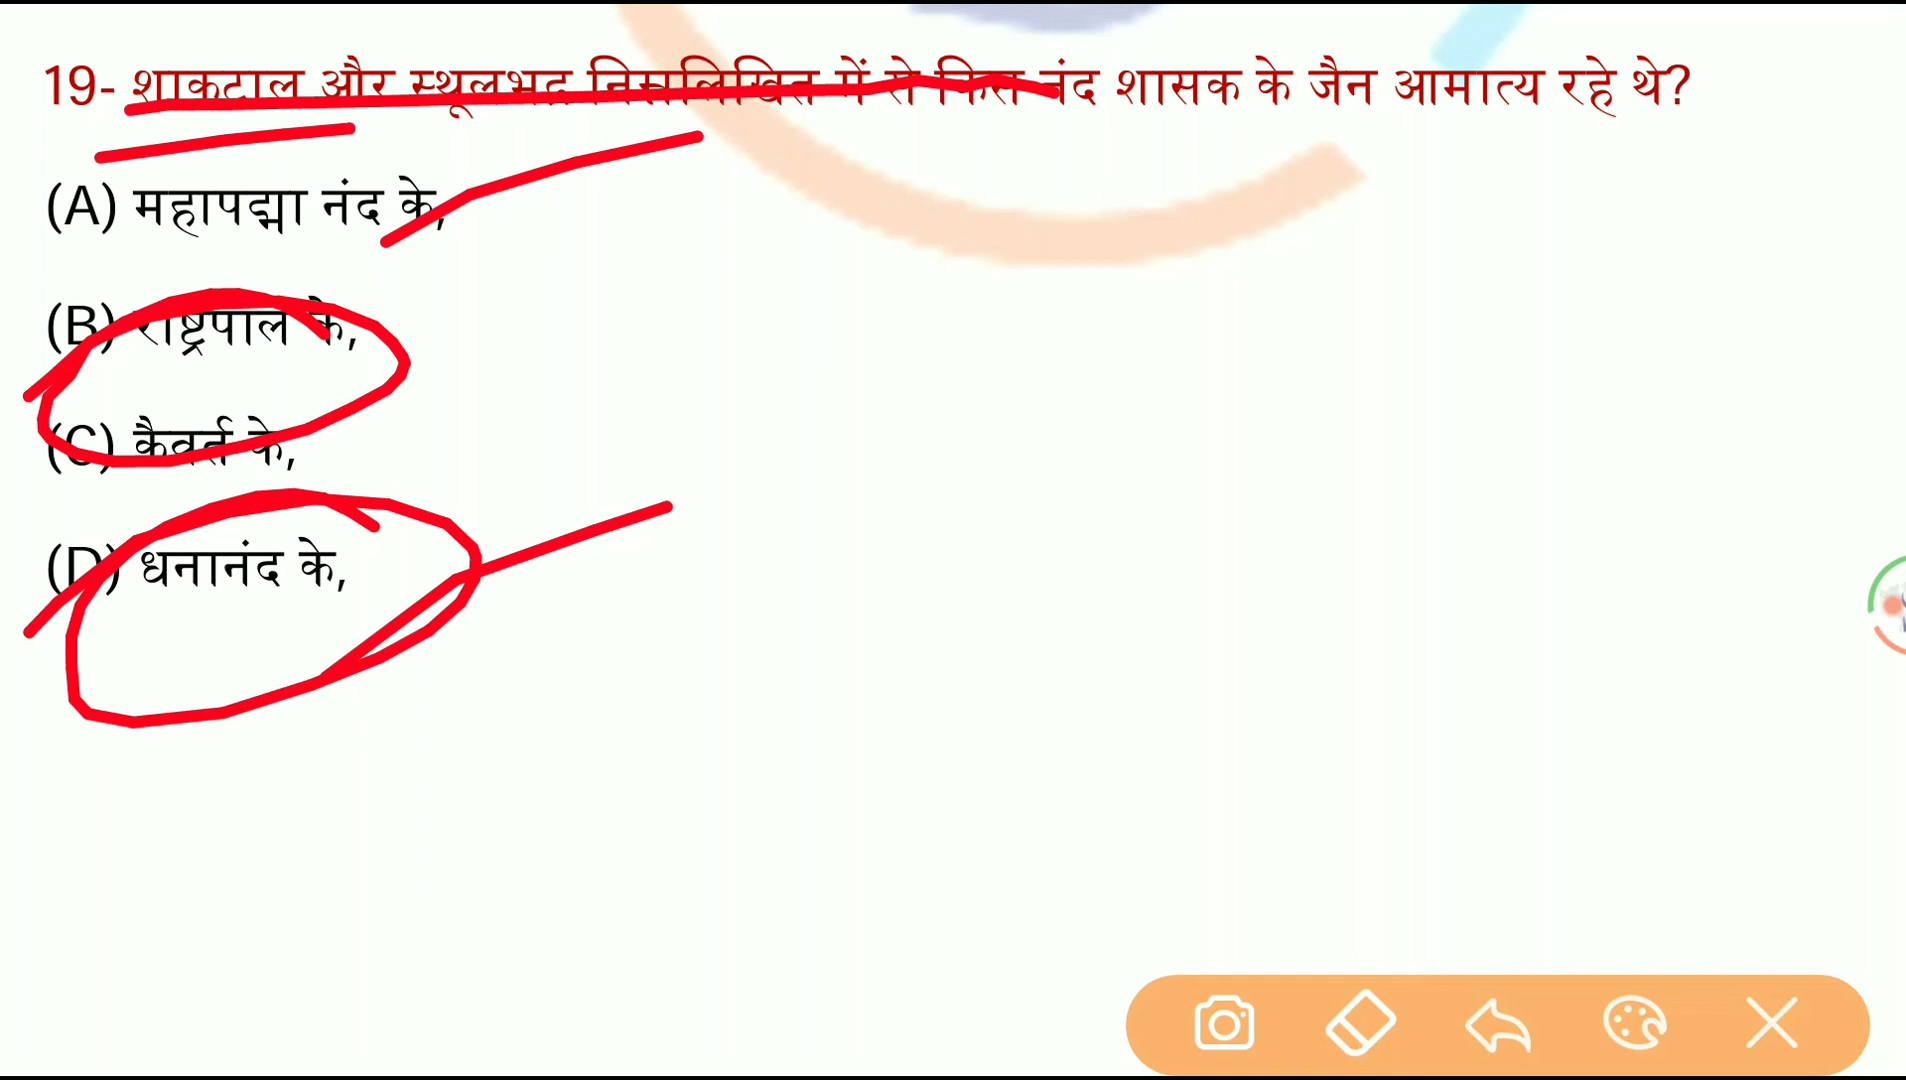 19- शाकटाल और स्थूलभद्र निम्नलिखित में से किस नंद शासक के जैन आमात्य रहे थे?
(A) महापद्मा नंद के,
(B) राष्ट्रपाल के,
(C) कैवर्त के,
(D) धनानंद के,